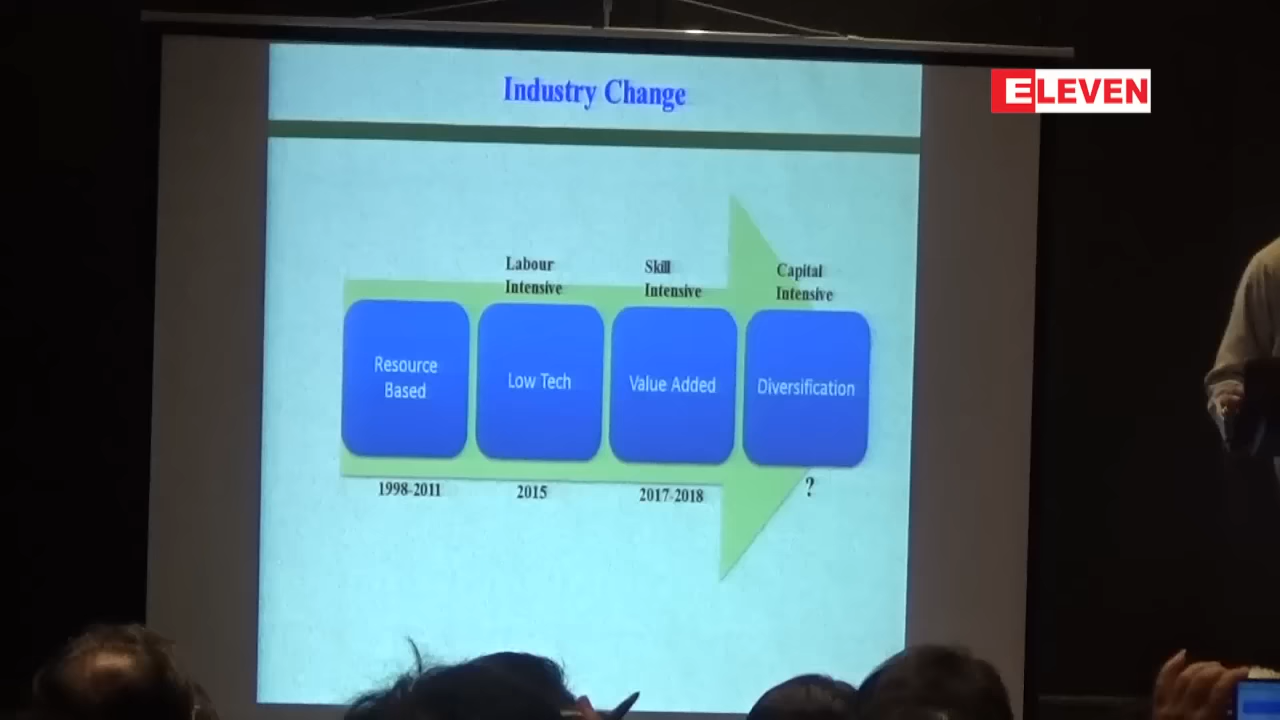 Industry Change
ELEVEN
Labour
Intensive
Skill
Intensive
Capital
Intensive
Resource
Based
Low Tech
Value Added
Diversification
1998-2011
2015
2017-2018
?